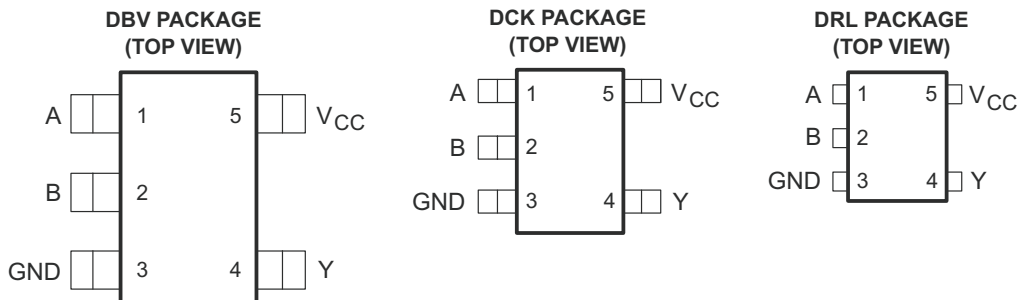 DBV PACKAGE
(TOP VIEW)
A 1 5 VCC
B 2
GND 3 4 Y
DCK PACKAGE
(TOP VIEW)
A 1 5 VCC
B 2
GND 3 4 Y
DRL PACKAGE
(TOP VIEW)
A 1 5 VCC
B 2
GND 3 4 Y